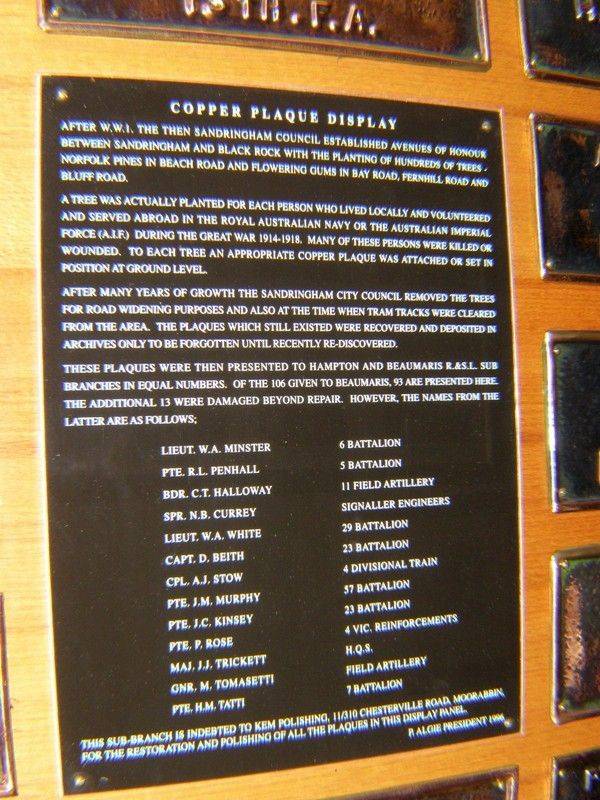 13TH. F.A.
COPPER PLAQUE DISPLAY
AFTER W.W.1. THE THEN SANDRINGHAM COUNCIL ESTABLISHED AVENUES OF HONOUR
BETWEEN SANDRINGHAM AND BLACK ROCK WITH THE PLANTING OF HUNDREDS OF TREES -
NORFOLK PINES IN BEACH ROAD AND FLOWERING GUMS IN BAY ROAD, FERNHILL ROAD AND
BLUFF ROAD.
A TREE WAS ACTUALLY PLANTED FOR EACH PERSON WHO LIVED LOCALLY AND VOLUNTEERED
AND SERVED ABROAD IN THE ROYAL AUSTRALIAN NAVY OR THE AUSTRALIAN IMPERIAL
FORCE (A.I.F.) DURING THE GREAT WAR 1914-1918. MANY OF THESE PERSONS WERE KILLED OR
WOUNDED. TO EACH TREE AN APPROPRIATE COPPER PLAQUE WAS ATTACHED OR SET IN
POSITION AT GROUND LEVEL.
AFTER MANY YEARS OF GROWTH THE SANDRINGHAM CITY COUNCIL REMOVED THE TREES
FOR ROAD WIDENING PURPOSES AND ALSO AT THE TIME WHEN TRAM TRACKS WERE CLEARED
FROM THE AREA. THE PLAQUES WHICH STILL EXISTED WERE RECOVERED AND DEPOSITED IN
ARCHIVES ONLY TO BE FORGOTTEN UNTIL RECENTLY RE-DISCOVERED.
THESE PLAQUES WERE THEN PRESENTED TO HAMPTON AND BEAUMARIS R.&S.L. SUB
BRANCHES IN EQUAL NUMBERS. OF THE 106 GIVEN TO BEAUMARIS, 93 ARE PRESENTED HERE.
THE ADDITIONAL 13 WERE DAMAGED BEYOND REPAIR. HOWEVER, THE NAMES FROM THE
LATTER ARE AS FOLLOWS;
LIEUT. W.A. MINSTER 6 BATTALION
PTE. R.L. PENHALL 5 BATTALION
BDR. C.T. HALLOWAY 11 FIELD ARTILLERY
SPR. N.B. CURREY SIGNALLER ENGINEERS
LIEUT. W.A. WHITE 29 BATTALION
CAPT. D. BEITH 23 BATTALION
CPL. A.J. STOW 4 DIVISIONAL TRAIN
PTE. J.M. MURPHY 57 BATTALION
PTE. J.C. KINSEY 23 BATTALION
PTE. P. ROSE 4 VIC. REINFORCEMENTS
MAJ. J.J. TRICKETT H.Q.S.
GNR. M. TOMASETTI FIELD ARTILLERY
PTE. H.M. TATTI 7 BATTALION
THIS SUB-BRANCH IS INDEBTED TO KEM POLISHING, 11/310 CHESTERVILLE ROAD, MOORABBIN,
FOR THE RESTORATION AND POLISHING OF ALL THE PLAQUES IN THIS DISPLAY PANEL.
P. ALGIE PRESIDENT